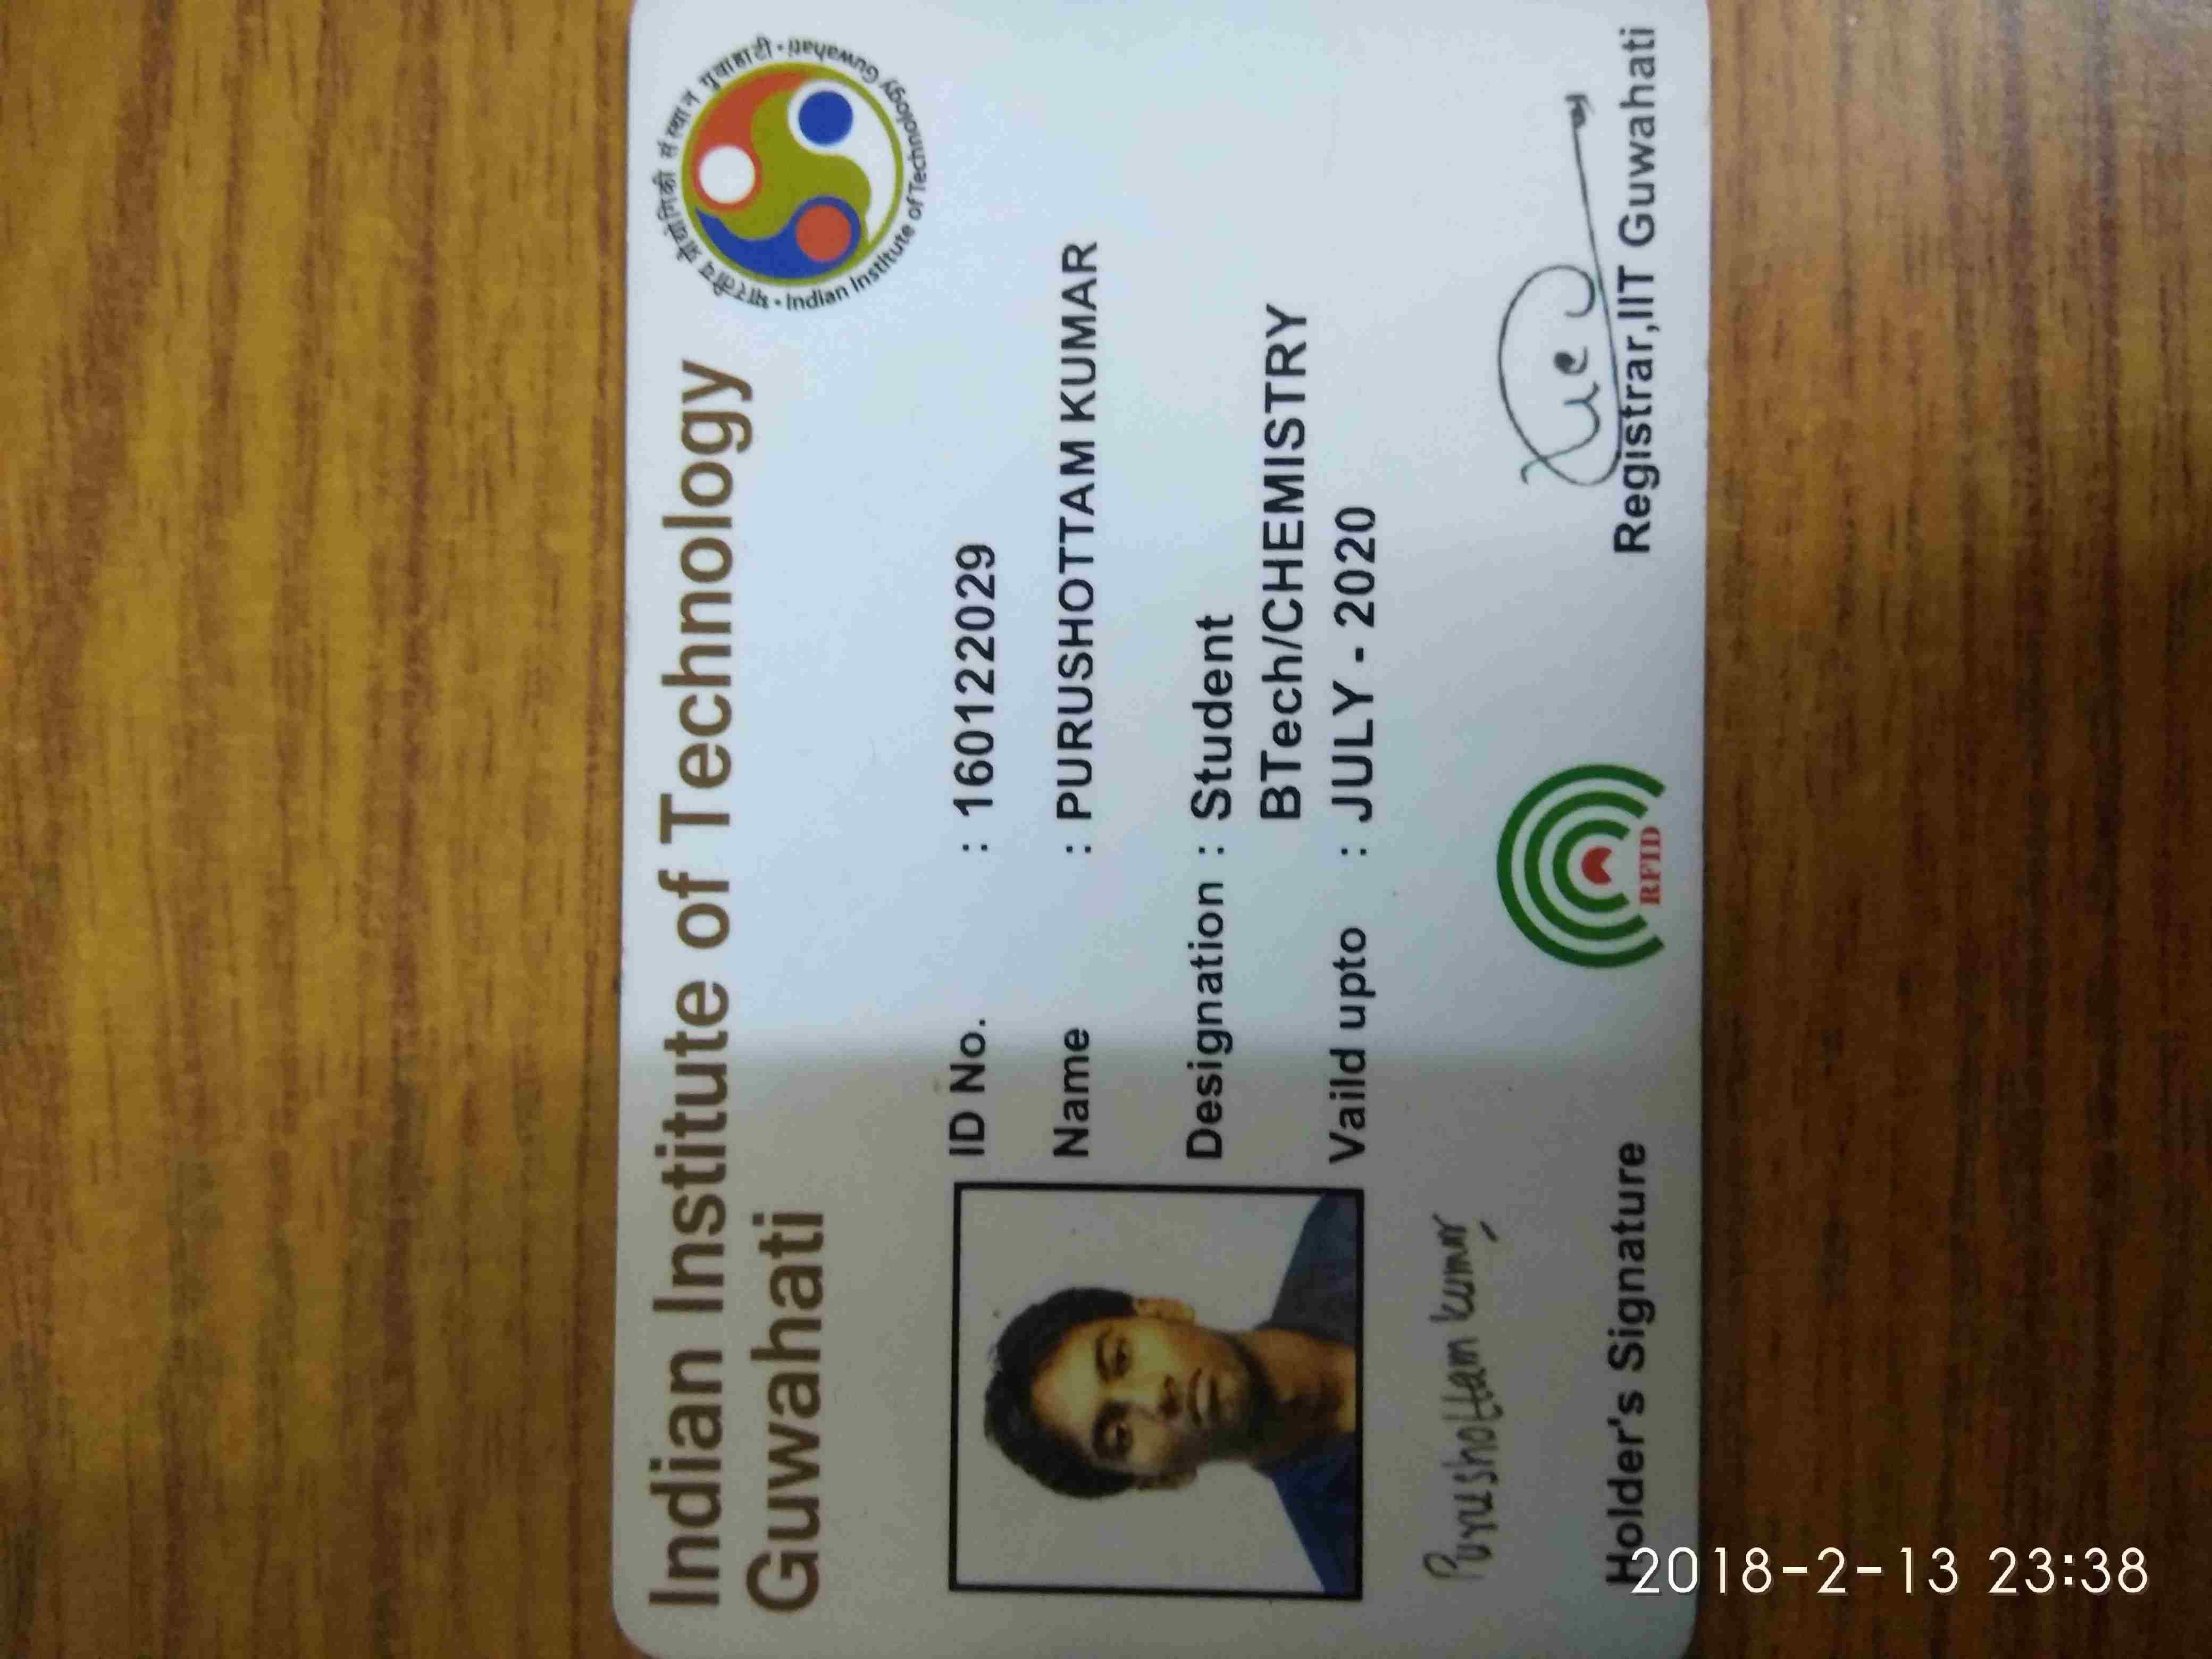 Indian Institute of Technology
Guwahati
भारतीय प्रौद्योगिकी संस्थान गुवाहाटी • Indian Institute of Technology Guwahati •
ID No. : 160122029
Name : PURUSHOTTAM KUMAR
Designation : Student
BTech/CHEMISTRY
Vaild upto : JULY - 2020
Purushottam Kumar
RFID
Holder's Signature
Registrar,IIT Guwahati
2018-2-13 23:38